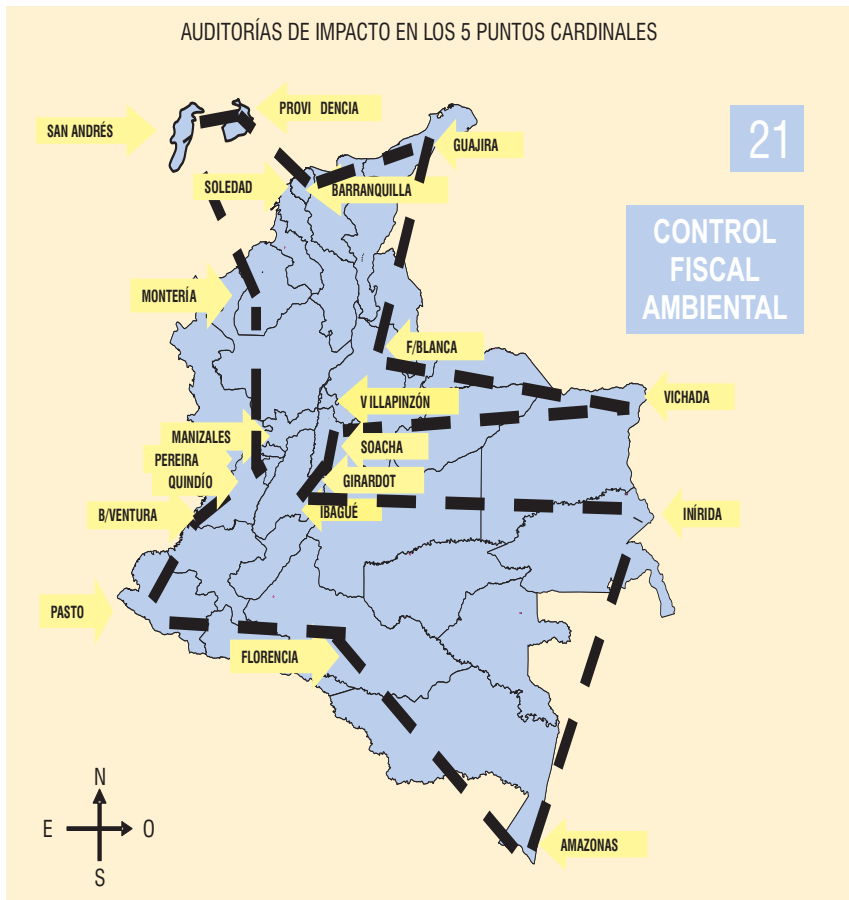 AUDITORÍAS DE IMPACTO EN LOS 5 PUNTOS CARDINALES
PROVI DENCIA
SAN ANDRÉS
GUAJIRA
21
SOLEDAD
BARRANQUILLA
CONTROL
FISCAL
AMBIENTAL
MONTERÍA
F/BLANCA
VICHADA
V ILLAPINZÓN
MANIZALES
SOACHA
PEREIRA
QUINDÍO
GIRARDOT
B/VENTURA
IBAGUÉ
INÍRIDA
PASTO
FLORENCIA
N
E
O
S
AMAZONAS